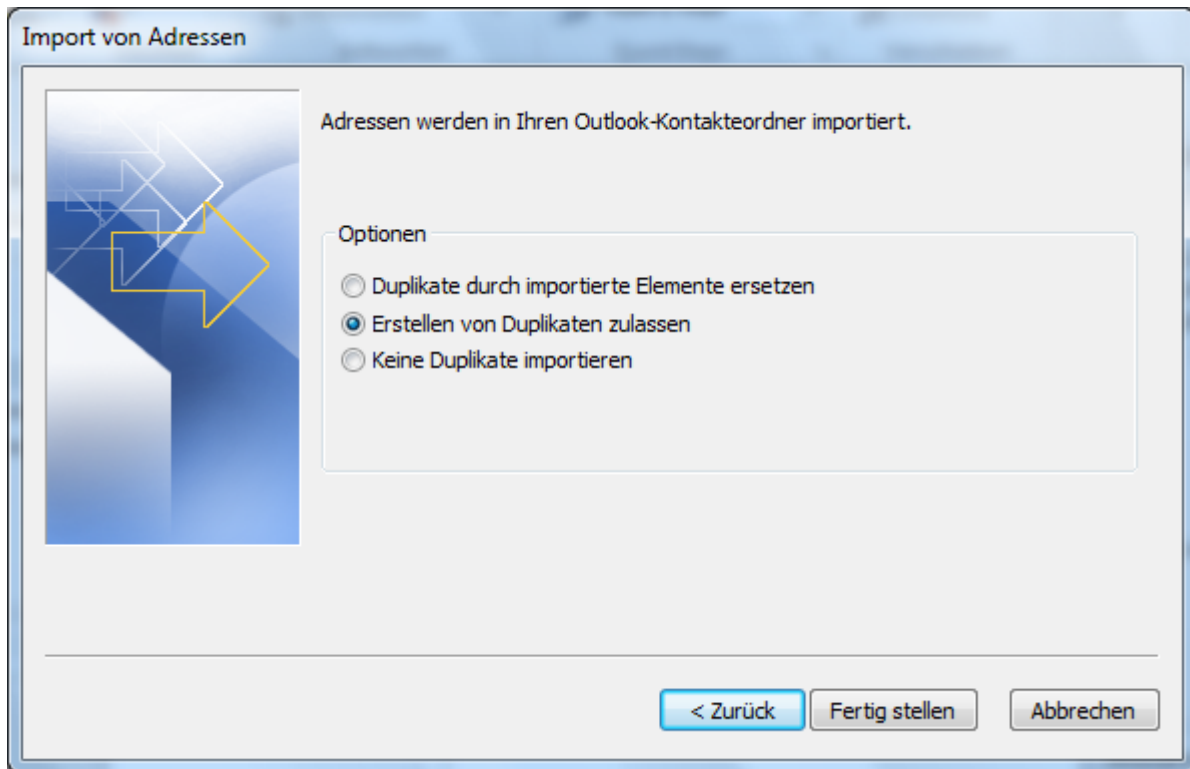 Import von Adressen
Adressen werden in Ihren Outlook-Kontakteordner importiert.
Optionen
Duplikate durch importierte Elemente ersetzen
Erstellen von Duplikaten zulassen
Keine Duplikate importieren
< Zurück
Fertig stellen
Abbrechen